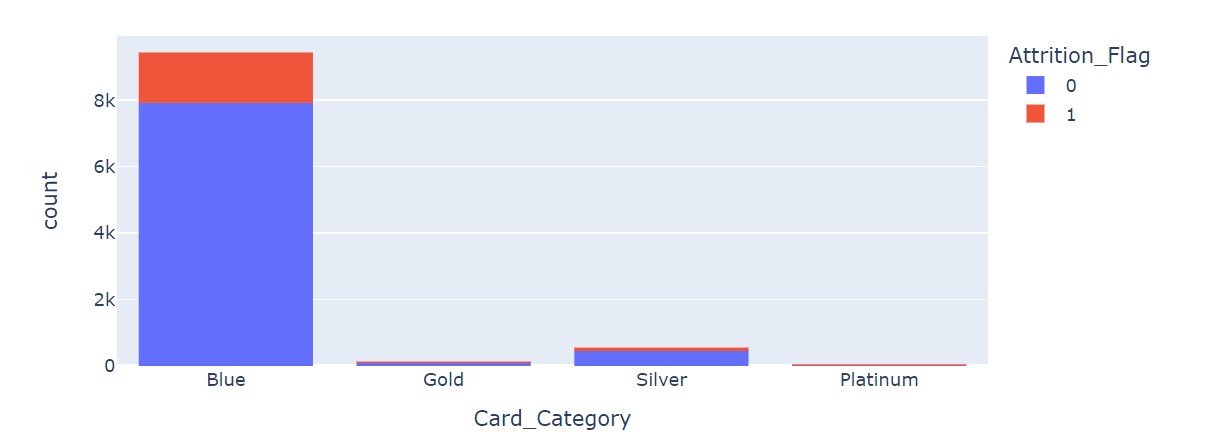 Attrition_Flag
0
1
8k
6k
4k
2k
0
count
Blue Gold Silver Platinum
Card_Category